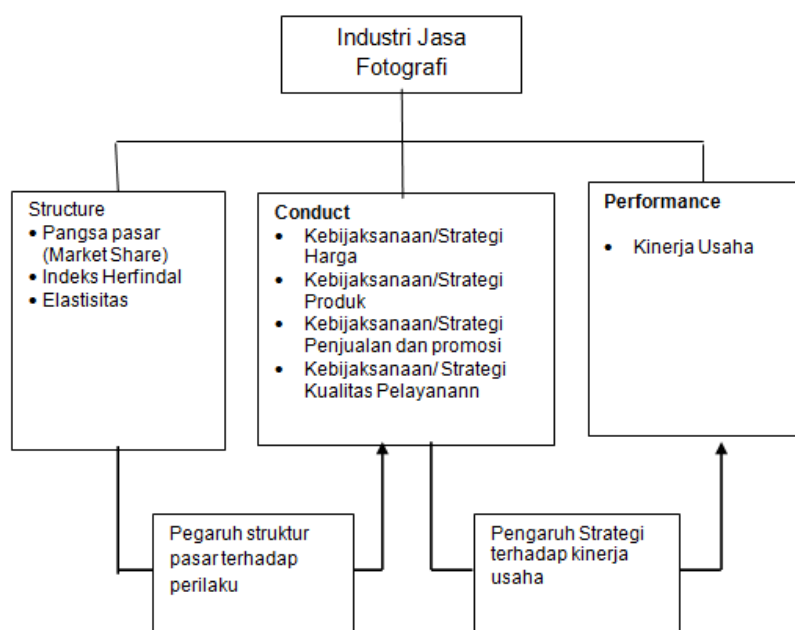 Industri Jasa
Fotografi
Structure
• Pangsa pasar
(Market Share)
• Indeks Herfindal
• Elastisitas
Conduct
• Kebijaksanaan/Strategi
Harga
• Kebijaksanaan/Strategi
Produk
• Kebijaksanaan/Strategi
Penjualan dan promosi
• Kebijaksanaan/ Strategi
Kualitas Pelayanann
Performance
• Kinerja Usaha
Pegaruh struktur
pasar terhadap
perilaku
Pengaruh Strategi
terhadap kinerja
usaha